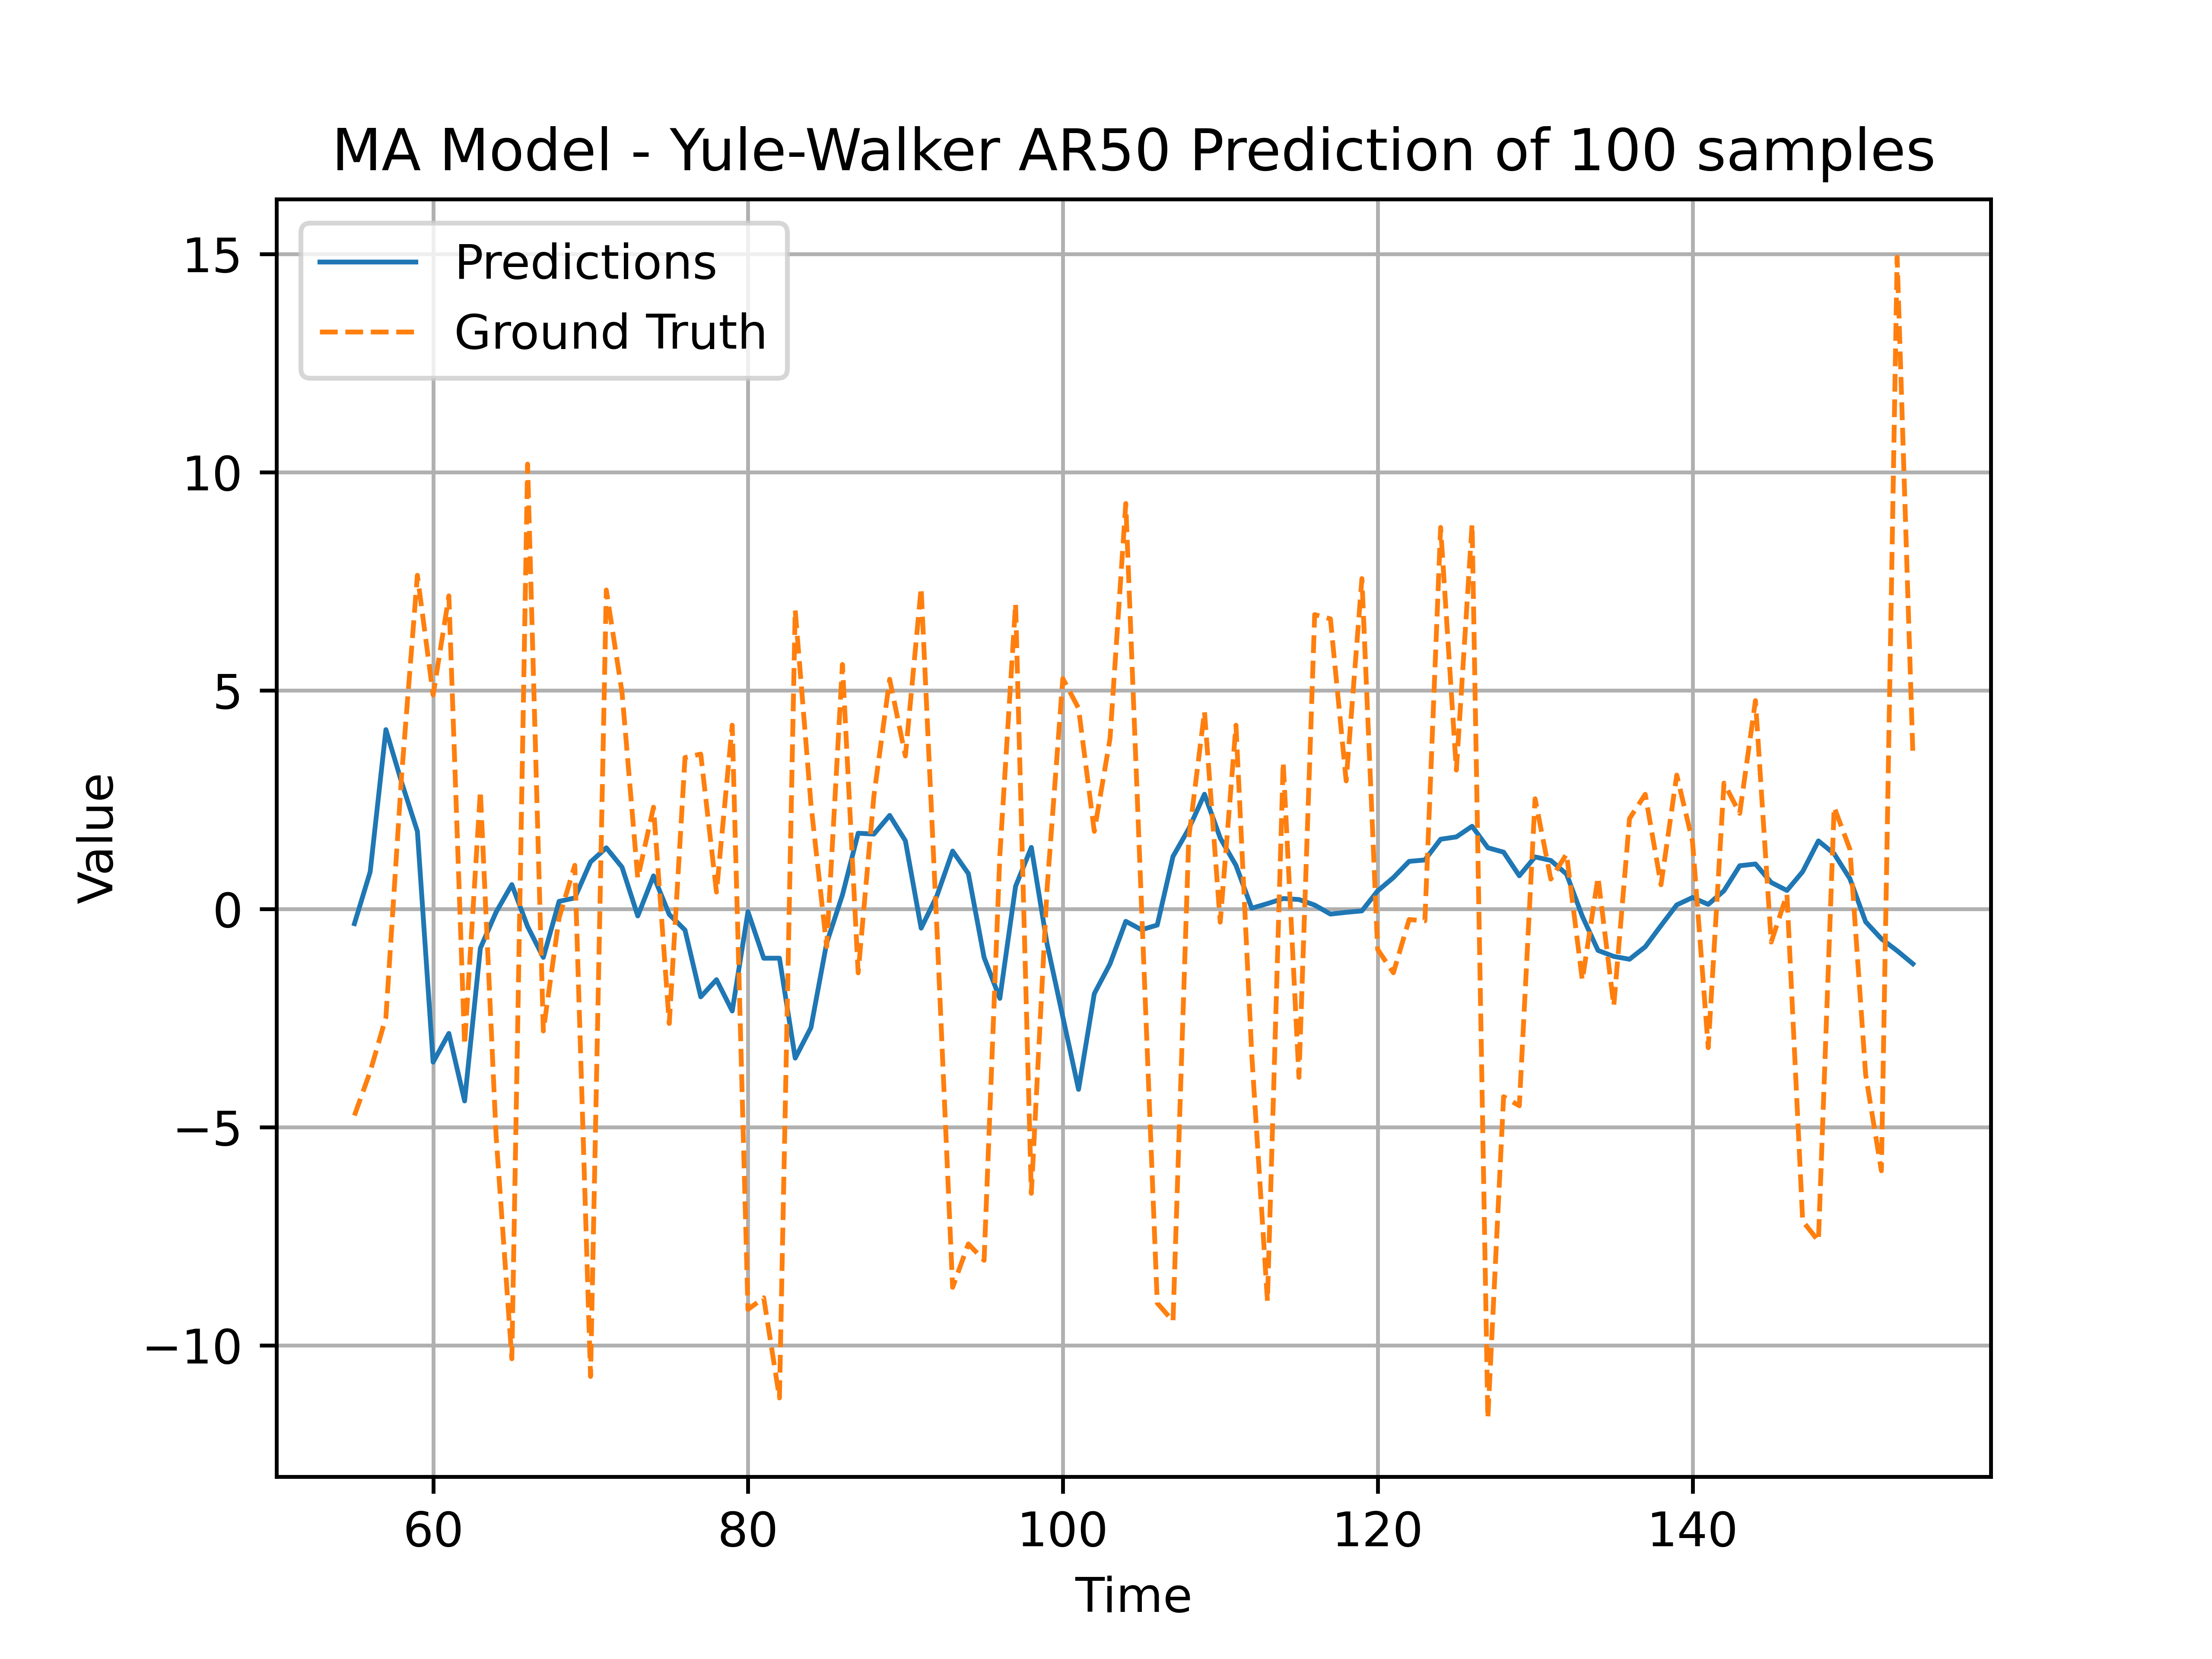 MA Model - Yule-Walker AR50 Prediction of 100 samples
Predictions
Ground Truth
15
10
5
0
−5
−10
Value
60 80 100 120 140
Time